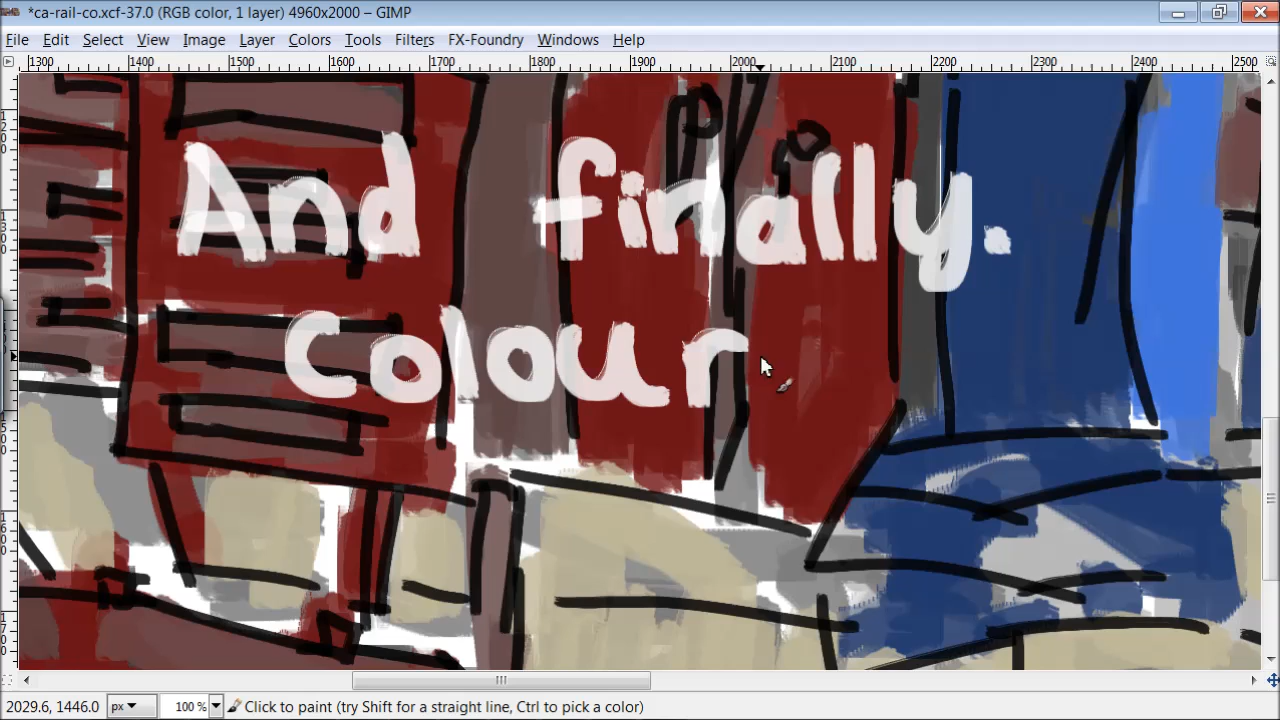 *ca-rail-co.xcf-37.0 (RGB color, 1 layer) 4960x2000 – GIMP
File Edit Select View Image Layer Colors Tools Filters FX-Foundry Windows Help
1300 1400 1500 1600 1700 1800 1900 2000 2100 2200 2300 2400 2500
And finally.
Colour
2029.6, 1446.0 px 100 % Click to paint (try Shift for a straight line, Ctrl to pick a color)